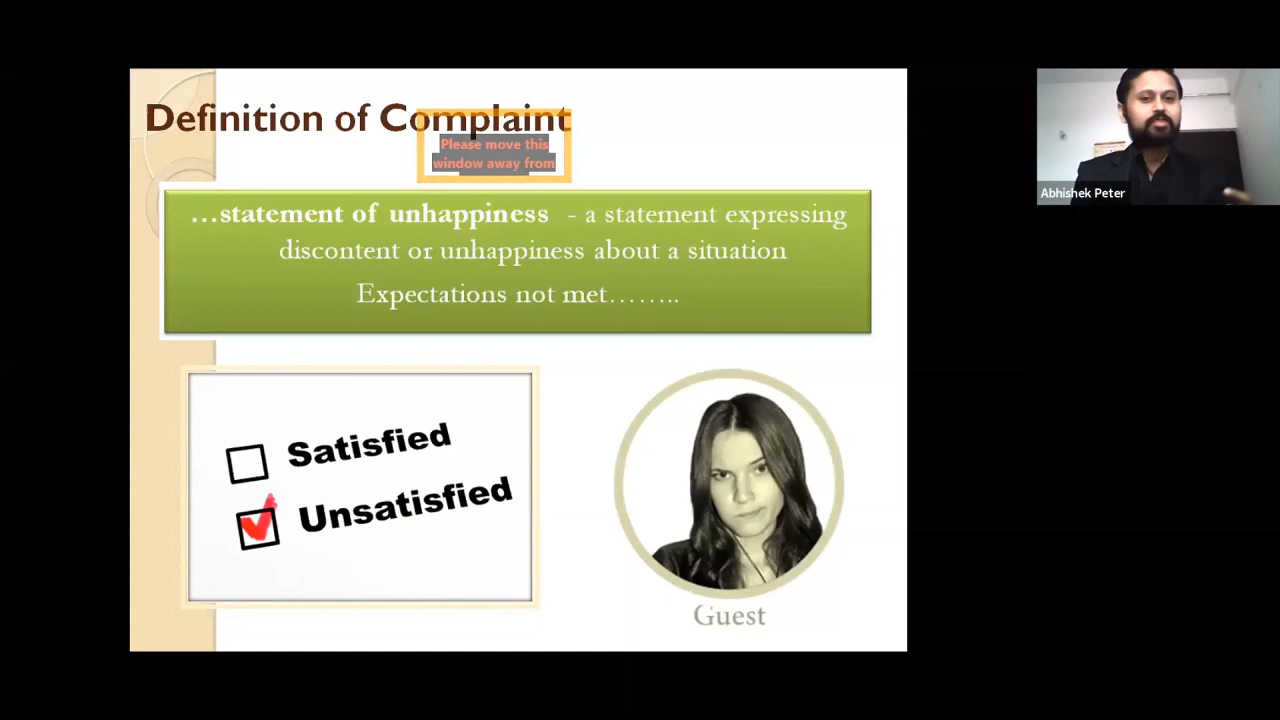 Definition of Complaint
Please move this
window away from
…statement of unhappiness - a statement expressing
discontent or unhappiness about a situation
Expectations not met……..
Satisfied
Unsatisfied
Guest
Abhishek Peter